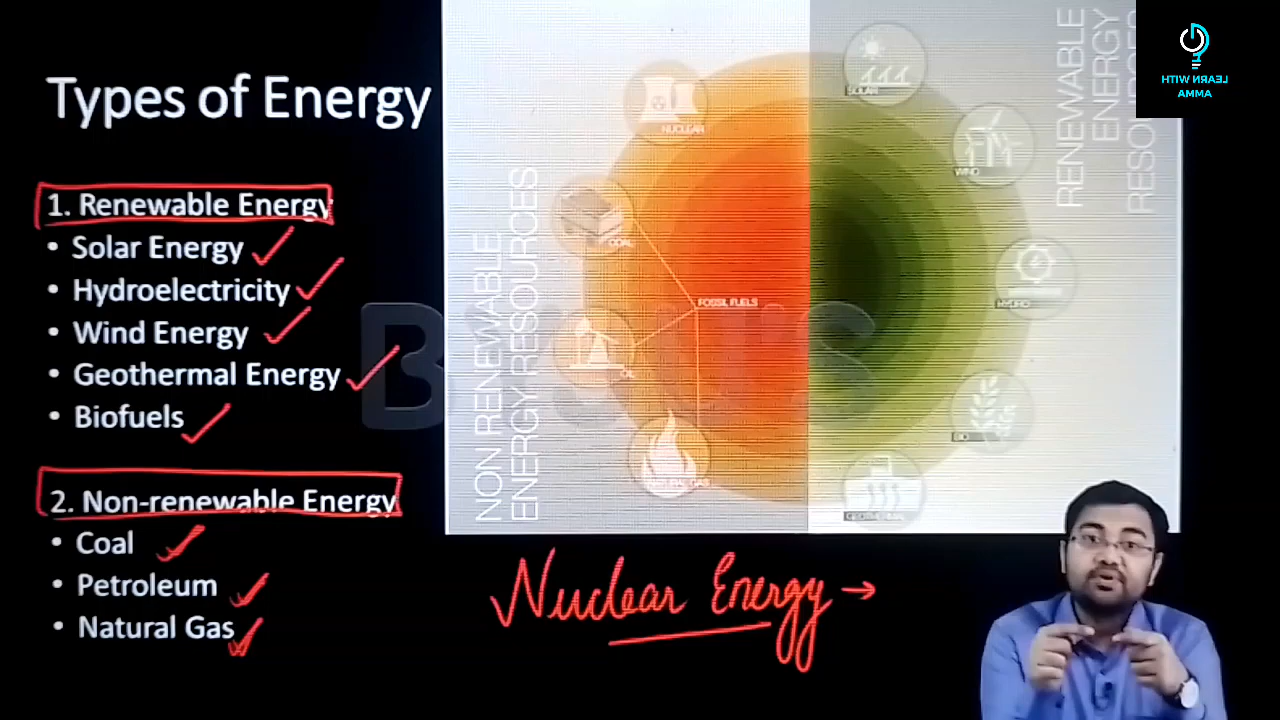 Types of Energy
1. Renewable Energy
• Solar Energy
• Hydroelectricity
• Wind Energy
• Geothermal Energy
• Biofuels
2. Non-renewable Energy
• Coal
• Petroleum
• Natural Gas
NON RENEWABLE
ENERGY RESOURCES
NUCLEAR
COAL
OIL
FOSSIL FUELS
SOLAR
WIND
HYDRO
BIO
GEOTHERMAL
RENEWABLE
ENERGY
RESOURCES
Nuclear Energy →
LEARN WITH
AMMA